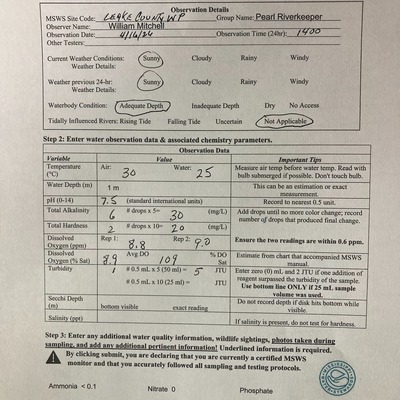 Observation Details
MSWS Site Code: LEAKE COUNTY WP Group Name: Pearl Riverkeeper
Observer Name: William Mitchell
Observation Date: 4/16/24 Observation Time (24hr): 1400
Other Testers:
Current Weather Conditions: Sunny Cloudy Rainy Windy
Weather Details:
Weather previous 24-hr: Sunny Cloudy Rainy Windy
Weather Details:
Waterbody Condition: Adequate Depth Inadequate Depth Dry No Access
Tidally Influenced Rivers: Rising Tide Falling Tide Uncertain Not Applicable
Step 2: Enter water observation data & associated chemistry parameters.
Observation Data
Variable Value Important Tips
Temperature (°C) Air: 30 Water: 25 Measure air temp before water temp. Read with bulb submerged if possible. Don't touch bulb.
Water Depth (m) 1 m This can be an estimation or exact measurement.
pH (0-14) 7.5 (standard international units) Record to nearest 0.5 unit.
Total Alkalinity 6 # drops x 5= 30 (mg/L) Add drops until no more color change; record number of drops that produced final change.
Total Hardness 2 # drops x 10= 20 (mg/L)
Dissolved Oxygen (ppm) Rep 1: 8.8 Rep 2: 9.0 Ensure the two readings are within 0.6 ppm.
Dissolved Oxygen (% Sat) 8.9 Avg DO 109 % DO Sat Estimate from chart that accompanied MSWS manual.
Turbidity 1 # 0.5 mL x 5 (50 ml) = 5 JTU Enter zero (0) mL and 2 JTU if one addition of reagent surpassed the turbidity of the sample.
# 0.5 mL x 10 (25 ml) = JTU Use bottom line ONLY if 25 mL sample volume was used.
Secchi Depth (m) bottom visible exact reading Do not record depth if disk hits bottom while visible.
Salinity (ppt) If salinity is present, do not test for hardness.
Step 3: Enter any additional water quality information, wildlife sightings, photos taken during
sampling, and add any additional pertinent information! Underlined information is required.
By clicking submit, you are declaring that you are currently a certified MSWS
monitor and that you accurately followed all sampling and testing protocols.
Ammonia < 0.1 Nitrate 0 Phosphate